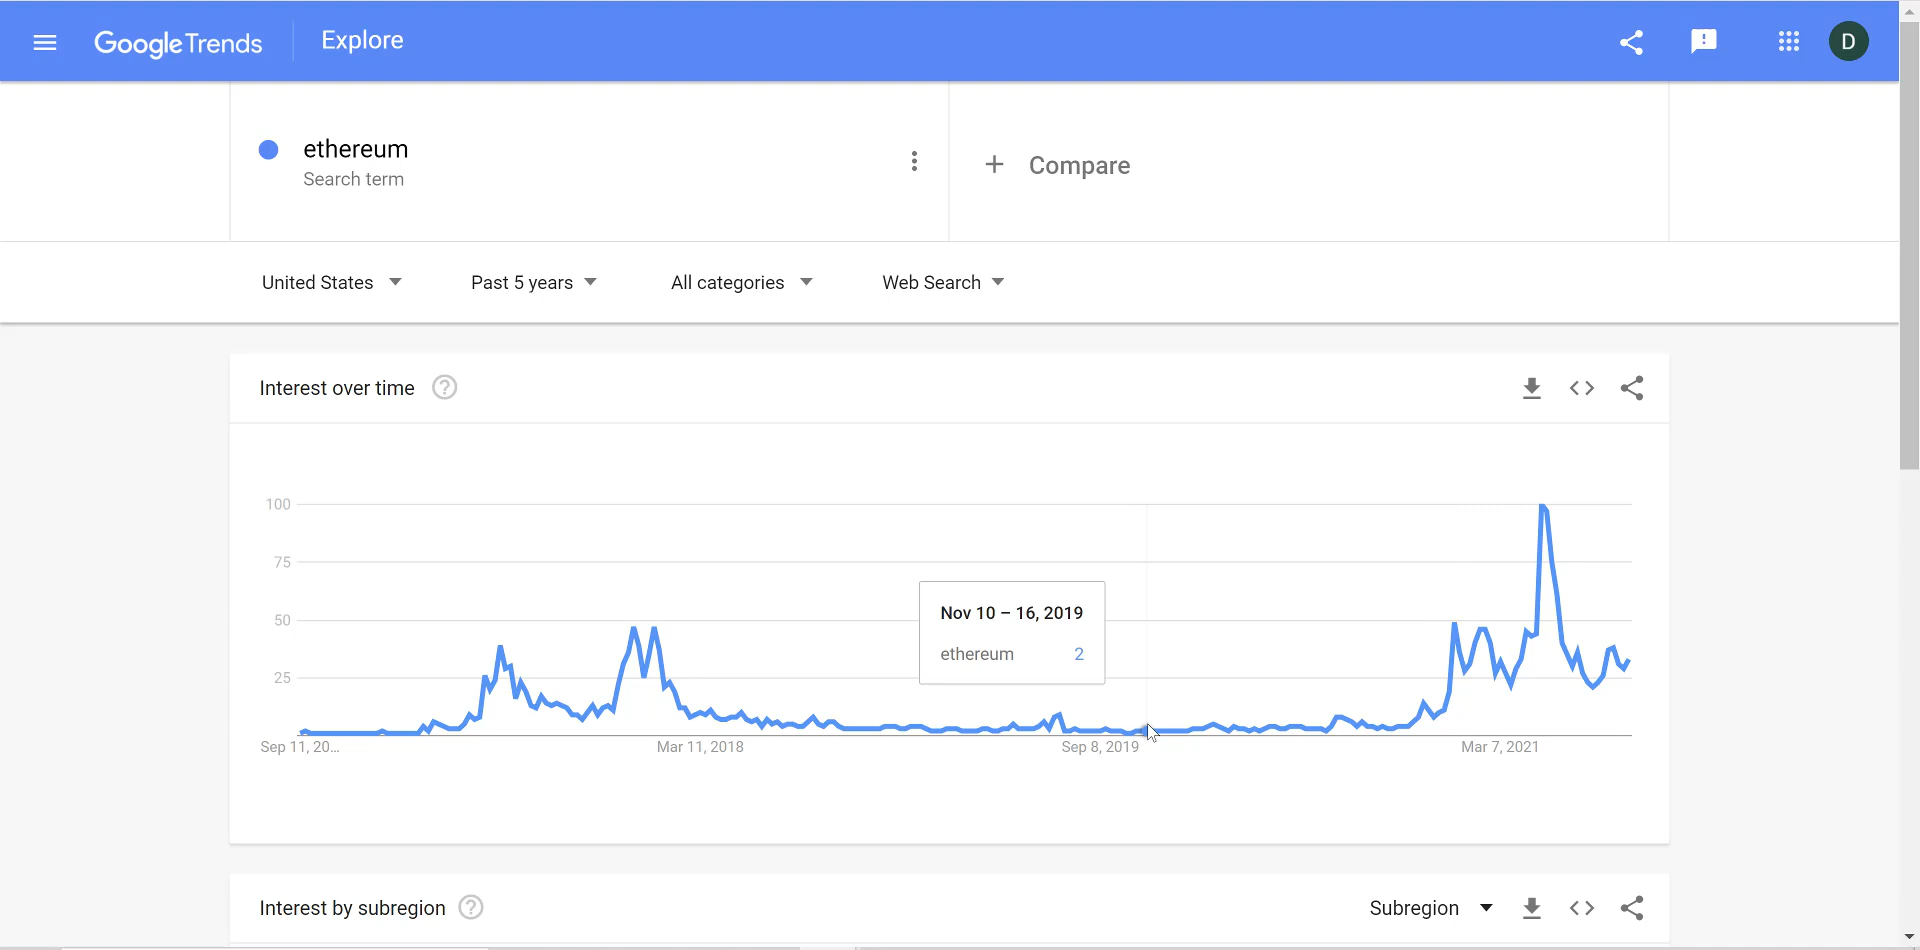 Google Trends
Explore
D
ethereum
Search term
+ Compare
United States
Past 5 years
All categories
Web Search
Interest over time
100
75
50
25
Nov 10 – 16, 2019
ethereum 2
Sep 11, 20...
Mar 11, 2018
Sep 8, 2019
Mar 7, 2021
Interest by subregion
Subregion